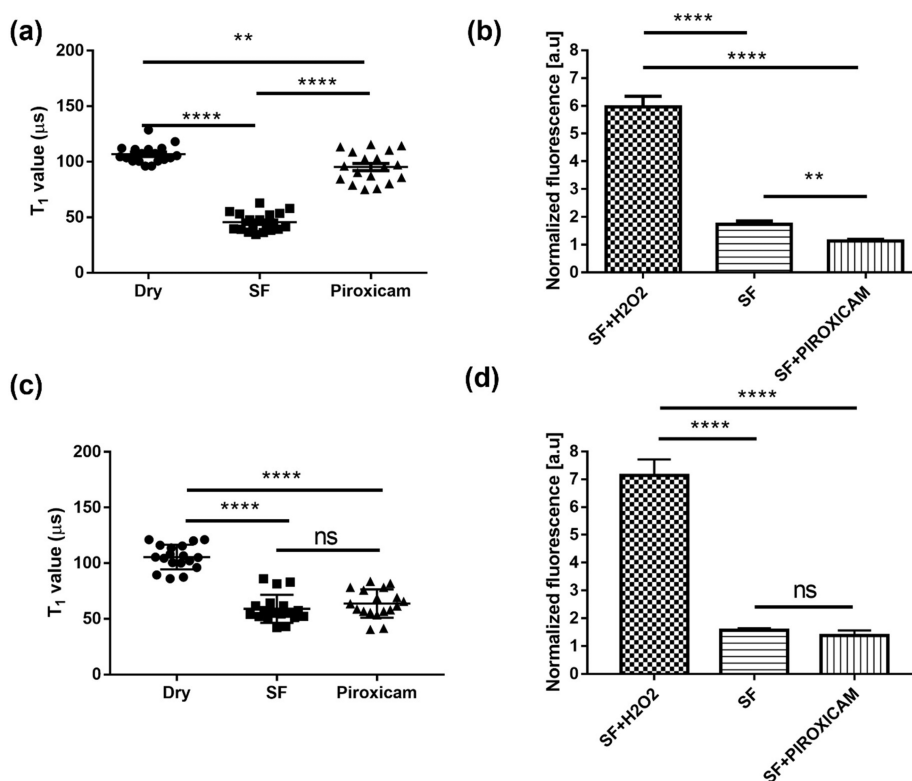 (a)
T1 value (μs)
200
150
100
50
0
**
****
****
Dry SF Piroxicam
(b)
Normalized fluorescence [a.u]
8
7
6
5
4
3
2
1
0
****
****
**
SF+H2O2
SF
SF+PIROXICAM
(c)
T1 value (μs)
200
150
100
50
0
****
****
ns
Dry SF Piroxicam
(d)
Normalized fluorescence [a.u]
8
7
6
5
4
3
2
1
0
****
****
ns
SF+H2O2
SF
SF+PIROXICAM